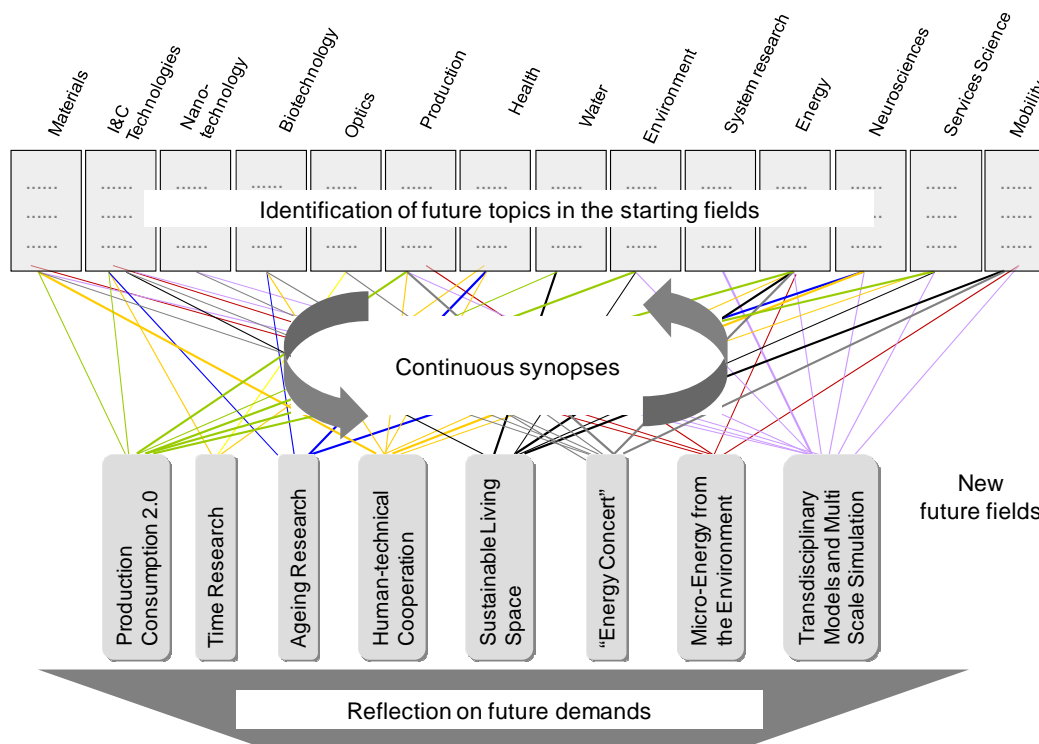 Materials
I&C
Technologies
Nano-
technology
Biotechnology
Optics
Production
Health
Water
Environment
System research
Energy
Neurosciences
Services Science
Mobility
Identification of future topics in the starting fields
Continuous synopses
Production
Consumption 2.0
Time Research
Ageing Research
Human-technical
Cooperation
Sustainable Living
Space
“Energy Concert”
Micro-Energy from
the Environment
Transdisciplinary
Models and Multi
Scale Simulation
New
future fields
Reflection on future demands